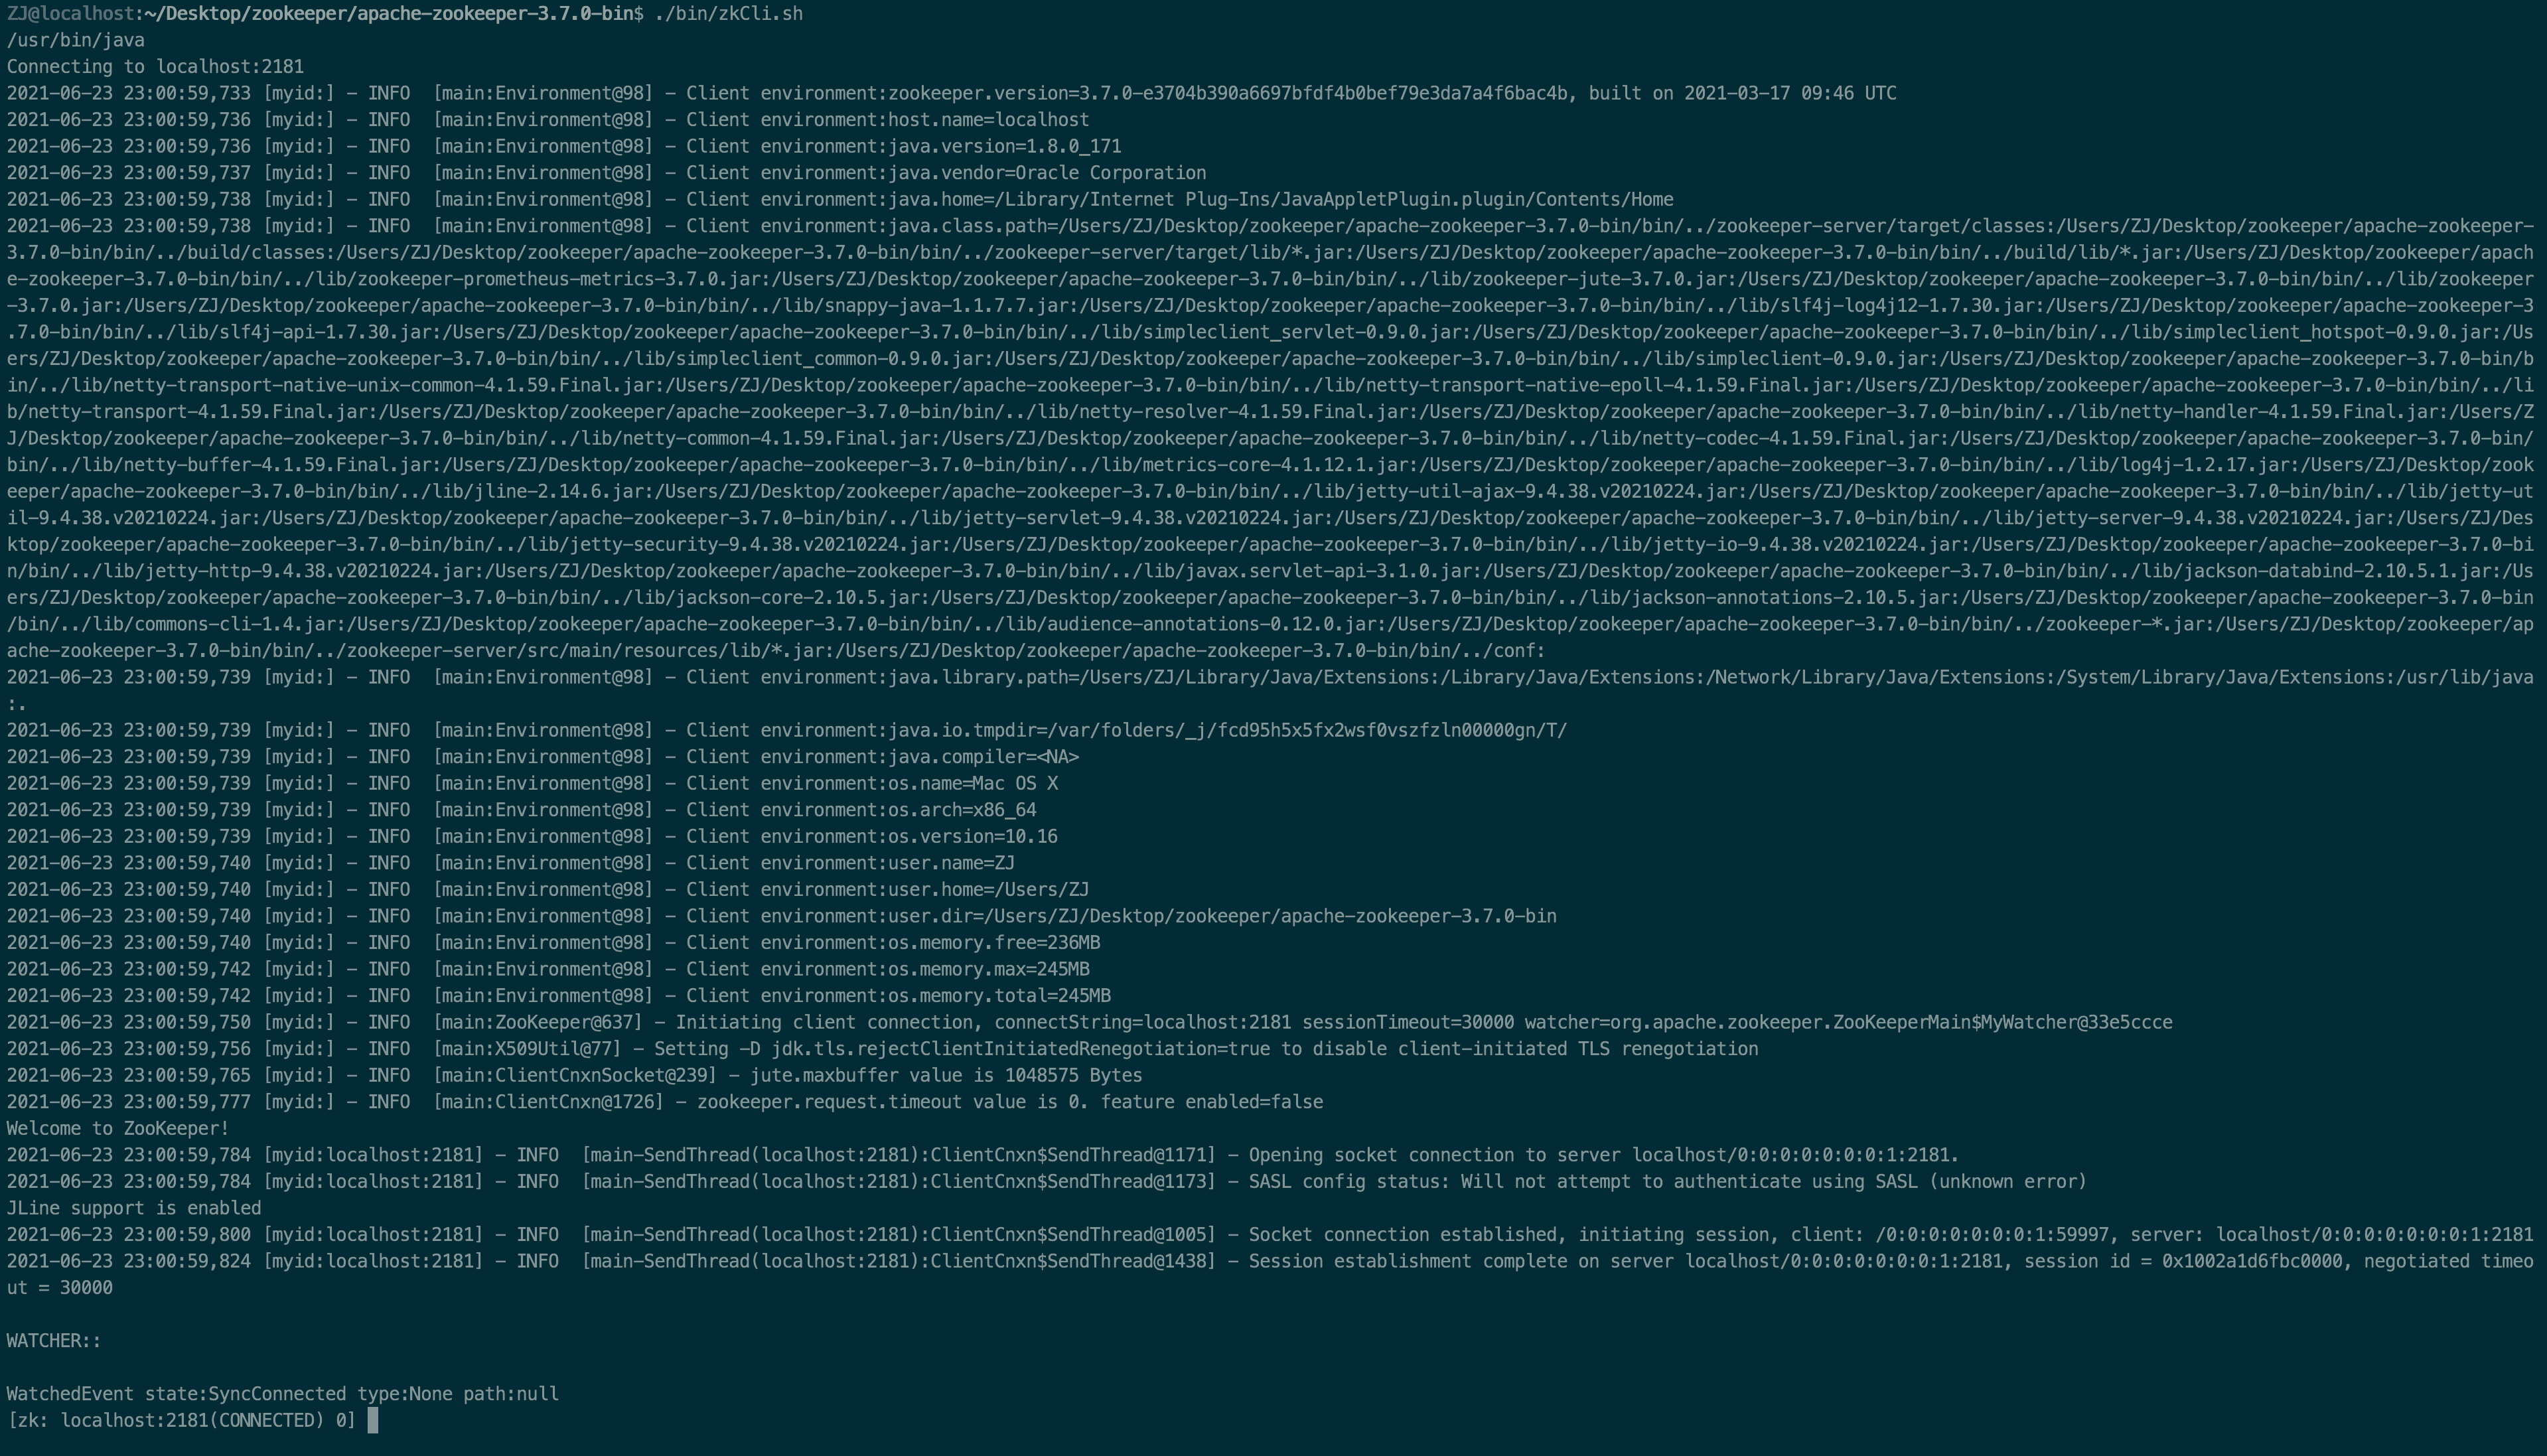 ZJ@localhost:~/Desktop/zookeeper/apache-zookeeper-3.7.0-bin$ ./bin/zkCli.sh
/usr/bin/java
Connecting to localhost:2181
2021-06-23 23:00:59,733 [myid:] - INFO  [main:Environment@98] - Client environment:zookeeper.version=3.7.0-e3704b390a6697bfdf4b0bef79e3da7a4f6bac4b, built on 2021-03-17 09:46 UTC
2021-06-23 23:00:59,736 [myid:] - INFO  [main:Environment@98] - Client environment:host.name=localhost
2021-06-23 23:00:59,736 [myid:] - INFO  [main:Environment@98] - Client environment:java.version=1.8.0_171
2021-06-23 23:00:59,737 [myid:] - INFO  [main:Environment@98] - Client environment:java.vendor=Oracle Corporation
2021-06-23 23:00:59,738 [myid:] - INFO  [main:Environment@98] - Client environment:java.home=/Library/Internet Plug-Ins/JavaAppletPlugin.plugin/Contents/Home
2021-06-23 23:00:59,738 [myid:] - INFO  [main:Environment@98] - Client environment:java.class.path=/Users/ZJ/Desktop/zookeeper/apache-zookeeper-3.7.0-bin/bin/../zookeeper-server/target/classes:/Users/ZJ/Desktop/zookeeper/apache-zookeeper-
3.7.0-bin/bin/../build/classes:/Users/ZJ/Desktop/zookeeper/apache-zookeeper-3.7.0-bin/bin/../zookeeper-server/target/lib/*.jar:/Users/ZJ/Desktop/zookeeper/apache-zookeeper-3.7.0-bin/bin/../build/lib/*.jar:/Users/ZJ/Desktop/zookeeper/apach
e-zookeeper-3.7.0-bin/bin/../lib/zookeeper-prometheus-metrics-3.7.0.jar:/Users/ZJ/Desktop/zookeeper/apache-zookeeper-3.7.0-bin/bin/../lib/zookeeper-jute-3.7.0.jar:/Users/ZJ/Desktop/zookeeper/apache-zookeeper-3.7.0-bin/bin/../lib/zookeeper
-3.7.0.jar:/Users/ZJ/Desktop/zookeeper/apache-zookeeper-3.7.0-bin/bin/../lib/snappy-java-1.1.7.7.jar:/Users/ZJ/Desktop/zookeeper/apache-zookeeper-3.7.0-bin/bin/../lib/slf4j-log4j12-1.7.30.jar:/Users/ZJ/Desktop/zookeeper/apache-zookeeper-3
.7.0-bin/bin/../lib/slf4j-api-1.7.30.jar:/Users/ZJ/Desktop/zookeeper/apache-zookeeper-3.7.0-bin/bin/../lib/simpleclient_servlet-0.9.0.jar:/Users/ZJ/Desktop/zookeeper/apache-zookeeper-3.7.0-bin/bin/../lib/simpleclient_hotspot-0.9.0.jar:/Us
ers/ZJ/Desktop/zookeeper/apache-zookeeper-3.7.0-bin/bin/../lib/simpleclient_common-0.9.0.jar:/Users/ZJ/Desktop/zookeeper/apache-zookeeper-3.7.0-bin/bin/../lib/simpleclient-0.9.0.jar:/Users/ZJ/Desktop/zookeeper/apache-zookeeper-3.7.0-bin/b
in/../lib/netty-transport-native-unix-common-4.1.59.Final.jar:/Users/ZJ/Desktop/zookeeper/apache-zookeeper-3.7.0-bin/bin/../lib/netty-transport-native-epoll-4.1.59.Final.jar:/Users/ZJ/Desktop/zookeeper/apache-zookeeper-3.7.0-bin/bin/../li
b/netty-transport-4.1.59.Final.jar:/Users/ZJ/Desktop/zookeeper/apache-zookeeper-3.7.0-bin/bin/../lib/netty-resolver-4.1.59.Final.jar:/Users/ZJ/Desktop/zookeeper/apache-zookeeper-3.7.0-bin/bin/../lib/netty-handler-4.1.59.Final.jar:/Users/Z
J/Desktop/zookeeper/apache-zookeeper-3.7.0-bin/bin/../lib/netty-common-4.1.59.Final.jar:/Users/ZJ/Desktop/zookeeper/apache-zookeeper-3.7.0-bin/bin/../lib/netty-codec-4.1.59.Final.jar:/Users/ZJ/Desktop/zookeeper/apache-zookeeper-3.7.0-bin/
bin/../lib/netty-buffer-4.1.59.Final.jar:/Users/ZJ/Desktop/zookeeper/apache-zookeeper-3.7.0-bin/bin/../lib/metrics-core-4.1.12.1.jar:/Users/ZJ/Desktop/zookeeper/apache-zookeeper-3.7.0-bin/bin/../lib/log4j-1.2.17.jar:/Users/ZJ/Desktop/zook
eeper/apache-zookeeper-3.7.0-bin/bin/../lib/jline-2.14.6.jar:/Users/ZJ/Desktop/zookeeper/apache-zookeeper-3.7.0-bin/bin/../lib/jetty-util-ajax-9.4.38.v20210224.jar:/Users/ZJ/Desktop/zookeeper/apache-zookeeper-3.7.0-bin/bin/../lib/jetty-ut
il-9.4.38.v20210224.jar:/Users/ZJ/Desktop/zookeeper/apache-zookeeper-3.7.0-bin/bin/../lib/jetty-servlet-9.4.38.v20210224.jar:/Users/ZJ/Desktop/zookeeper/apache-zookeeper-3.7.0-bin/bin/../lib/jetty-server-9.4.38.v20210224.jar:/Users/ZJ/Des
ktop/zookeeper/apache-zookeeper-3.7.0-bin/bin/../lib/jetty-security-9.4.38.v20210224.jar:/Users/ZJ/Desktop/zookeeper/apache-zookeeper-3.7.0-bin/bin/../lib/jetty-io-9.4.38.v20210224.jar:/Users/ZJ/Desktop/zookeeper/apache-zookeeper-3.7.0-bi
n/bin/../lib/jetty-http-9.4.38.v20210224.jar:/Users/ZJ/Desktop/zookeeper/apache-zookeeper-3.7.0-bin/bin/../lib/javax.servlet-api-3.1.0.jar:/Users/ZJ/Desktop/zookeeper/apache-zookeeper-3.7.0-bin/bin/../lib/jackson-databind-2.10.5.1.jar:/Us
ers/ZJ/Desktop/zookeeper/apache-zookeeper-3.7.0-bin/bin/../lib/jackson-core-2.10.5.jar:/Users/ZJ/Desktop/zookeeper/apache-zookeeper-3.7.0-bin/bin/../lib/jackson-annotations-2.10.5.jar:/Users/ZJ/Desktop/zookeeper/apache-zookeeper-3.7.0-bin
/bin/../lib/commons-cli-1.4.jar:/Users/ZJ/Desktop/zookeeper/apache-zookeeper-3.7.0-bin/bin/../lib/audience-annotations-0.12.0.jar:/Users/ZJ/Desktop/zookeeper/apache-zookeeper-3.7.0-bin/bin/../zookeeper-*.jar:/Users/ZJ/Desktop/zookeeper/ap
ache-zookeeper-3.7.0-bin/bin/../zookeeper-server/src/main/resources/lib/*.jar:/Users/ZJ/Desktop/zookeeper/apache-zookeeper-3.7.0-bin/bin/../conf:
2021-06-23 23:00:59,739 [myid:] - INFO  [main:Environment@98] - Client environment:java.library.path=/Users/ZJ/Library/Java/Extensions:/Library/Java/Extensions:/Network/Library/Java/Extensions:/System/Library/Java/Extensions:/usr/lib/java
:.
2021-06-23 23:00:59,739 [myid:] - INFO  [main:Environment@98] - Client environment:java.io.tmpdir=/var/folders/_j/fcd95h5x5fx2wsf0vszfzln00000gn/T/
2021-06-23 23:00:59,739 [myid:] - INFO  [main:Environment@98] - Client environment:java.compiler=<NA>
2021-06-23 23:00:59,739 [myid:] - INFO  [main:Environment@98] - Client environment:os.name=Mac OS X
2021-06-23 23:00:59,739 [myid:] - INFO  [main:Environment@98] - Client environment:os.arch=x86_64
2021-06-23 23:00:59,739 [myid:] - INFO  [main:Environment@98] - Client environment:os.version=10.16
2021-06-23 23:00:59,740 [myid:] - INFO  [main:Environment@98] - Client environment:user.name=ZJ
2021-06-23 23:00:59,740 [myid:] - INFO  [main:Environment@98] - Client environment:user.home=/Users/ZJ
2021-06-23 23:00:59,740 [myid:] - INFO  [main:Environment@98] - Client environment:user.dir=/Users/ZJ/Desktop/zookeeper/apache-zookeeper-3.7.0-bin
2021-06-23 23:00:59,740 [myid:] - INFO  [main:Environment@98] - Client environment:os.memory.free=236MB
2021-06-23 23:00:59,742 [myid:] - INFO  [main:Environment@98] - Client environment:os.memory.max=245MB
2021-06-23 23:00:59,742 [myid:] - INFO  [main:Environment@98] - Client environment:os.memory.total=245MB
2021-06-23 23:00:59,750 [myid:] - INFO  [main:ZooKeeper@637] - Initiating client connection, connectString=localhost:2181 sessionTimeout=30000 watcher=org.apache.zookeeper.ZooKeeperMain$MyWatcher@33e5ccce
2021-06-23 23:00:59,756 [myid:] - INFO  [main:X509Util@77] - Setting -D jdk.tls.rejectClientInitiatedRenegotiation=true to disable client-initiated TLS renegotiation
2021-06-23 23:00:59,765 [myid:] - INFO  [main:ClientCnxnSocket@239] - jute.maxbuffer value is 1048575 Bytes
2021-06-23 23:00:59,777 [myid:] - INFO  [main:ClientCnxn@1726] - zookeeper.request.timeout value is 0. feature enabled=false
Welcome to ZooKeeper!
2021-06-23 23:00:59,784 [myid:localhost:2181] - INFO  [main-SendThread(localhost:2181):ClientCnxn$SendThread@1171] - Opening socket connection to server localhost/0:0:0:0:0:0:0:1:2181.
2021-06-23 23:00:59,784 [myid:localhost:2181] - INFO  [main-SendThread(localhost:2181):ClientCnxn$SendThread@1173] - SASL config status: Will not attempt to authenticate using SASL (unknown error)
JLine support is enabled
2021-06-23 23:00:59,800 [myid:localhost:2181] - INFO  [main-SendThread(localhost:2181):ClientCnxn$SendThread@1005] - Socket connection established, initiating session, client: /0:0:0:0:0:0:0:1:59997, server: localhost/0:0:0:0:0:0:0:1:2181
2021-06-23 23:00:59,824 [myid:localhost:2181] - INFO  [main-SendThread(localhost:2181):ClientCnxn$SendThread@1438] - Session establishment complete on server localhost/0:0:0:0:0:0:0:1:2181, session id = 0x1002a1d6fbc0000, negotiated timeo
ut = 30000
WATCHER::
WatchedEvent state:SyncConnected type:None path:null
[zk: localhost:2181(CONNECTED) 0]